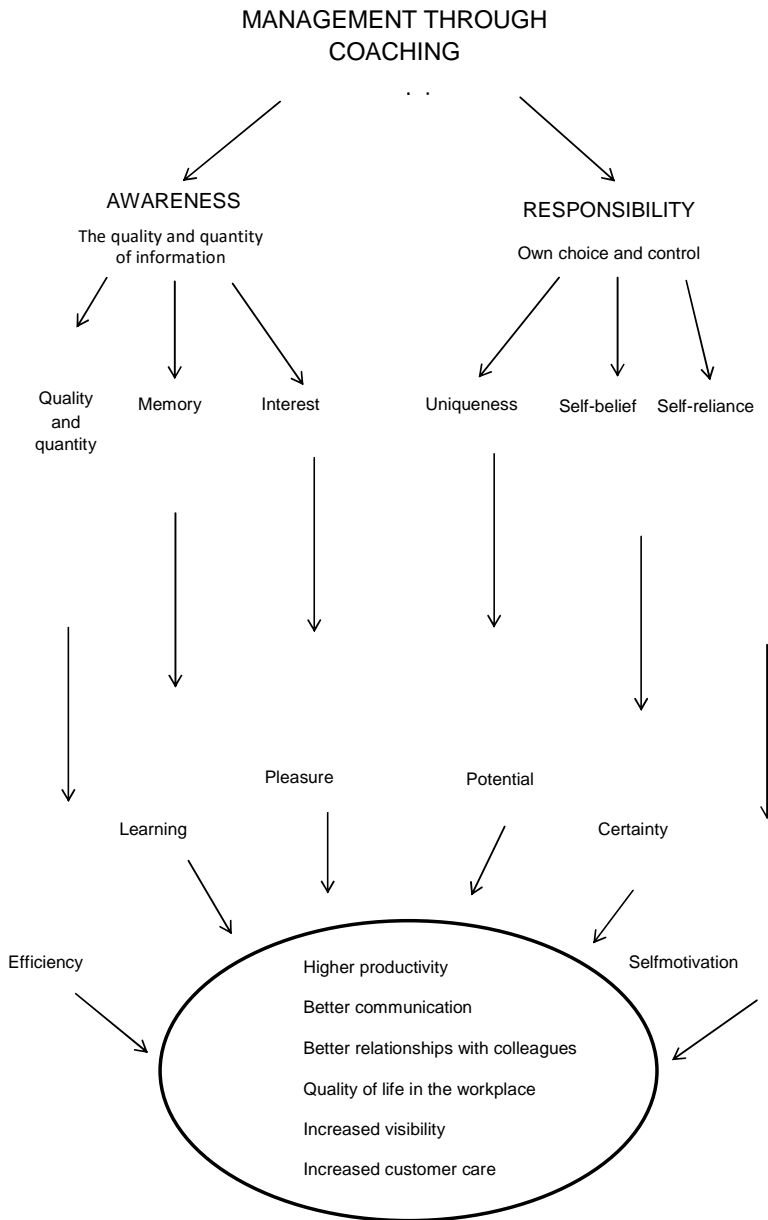 MANAGEMENT THROUGH
COACHING
. .
AWARENESS
The quality and quantity
of information
RESPONSIBILITY
Own choice and control
Quality
and
quantity
Memory
Interest
Uniqueness
Self-belief
Self-reliance
Pleasure
Potential
Learning
Certainty
Efficiency
Selfmotivation
Higher productivity
Better communication
Better relationships with colleagues
Quality of life in the workplace
Increased visibility
Increased customer care